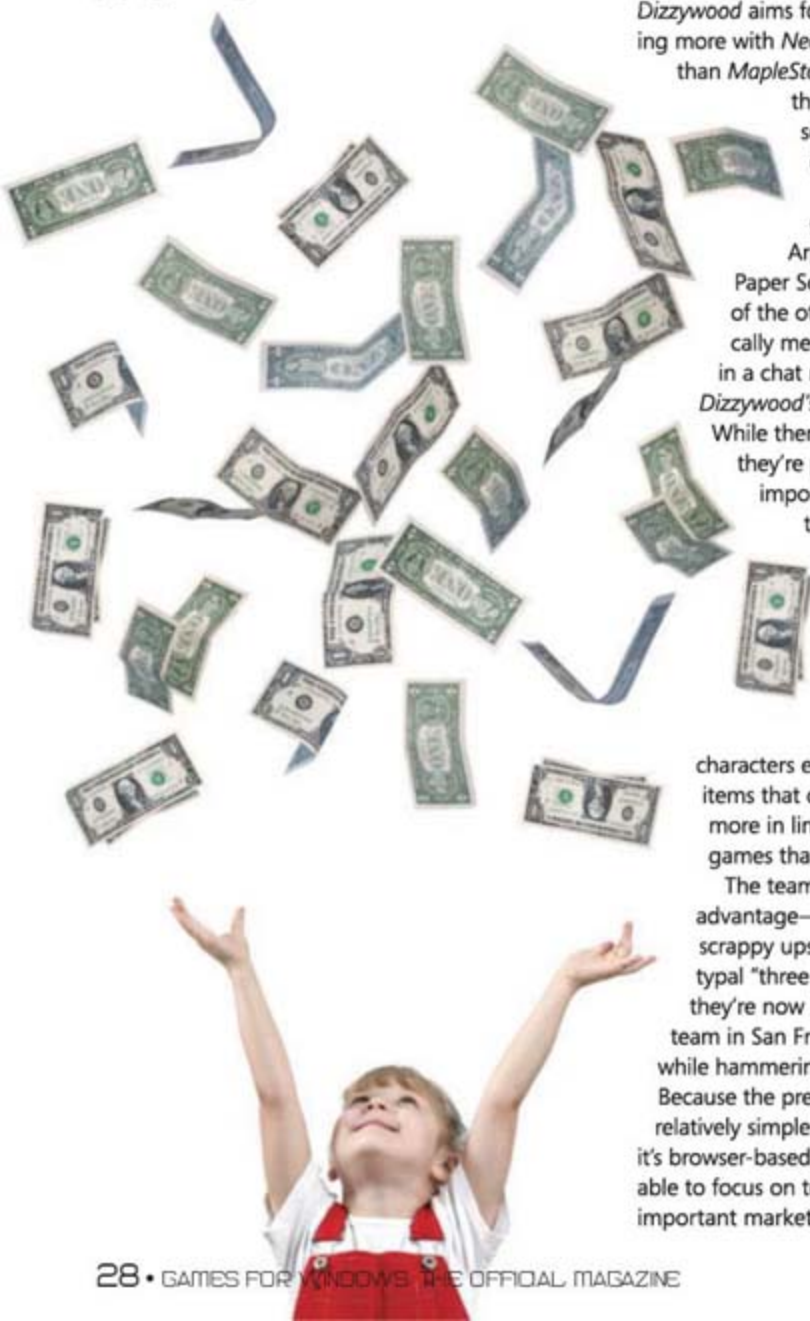 Dizzywood aims fo
ing more with Ne
than MapleSto
th
s
Ar
Paper Se
of the ot
cally me
in a chat r
Dizzywood'
While ther
they're
impo
t
characters e
items that c
more in lin
games tha
The team
advantage—
scrappy ups
typal "three
they're now
team in San Fr
while hammerin
Because the pre
relatively simple
it's browser-based
able to focus on t
important market
28 • GAMES FOR WINDOWS: THE OFFICIAL MAGAZINE